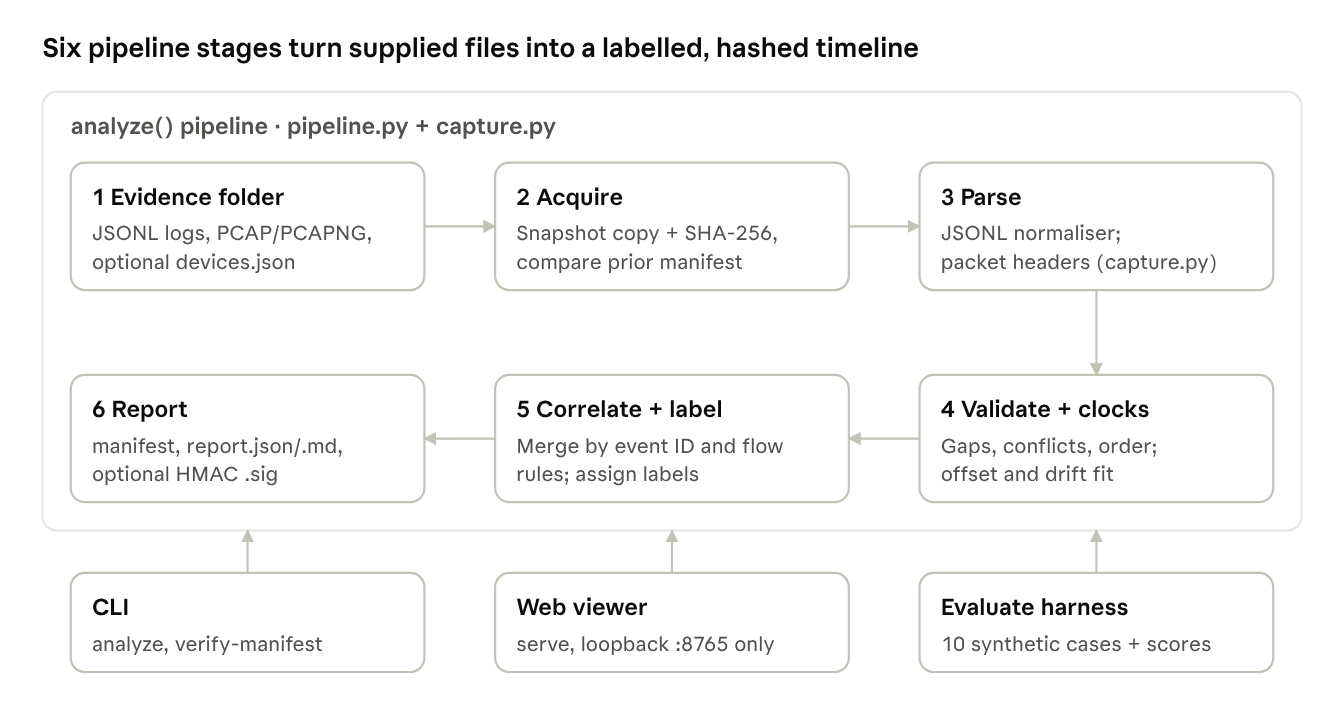 Six pipeline stages turn supplied files into a labelled, hashed timeline
analyze() pipeline · pipeline.py + capture.py
1 Evidence folder
JSONL logs, PCAP/PCAPNG,
optional devices.json
2 Acquire
Snapshot copy + SHA-256,
compare prior manifest
3 Parse
JSONL normaliser;
packet headers (capture.py)
4 Validate + clocks
Gaps, conflicts, order;
offset and drift fit
5 Correlate + label
Merge by event ID and flow
rules; assign labels
6 Report
manifest, report.json/.md,
optional HMAC .sig
CLI
analyze, verify-manifest
Web viewer
serve, loopback :8765 only
Evaluate harness
10 synthetic cases + scores